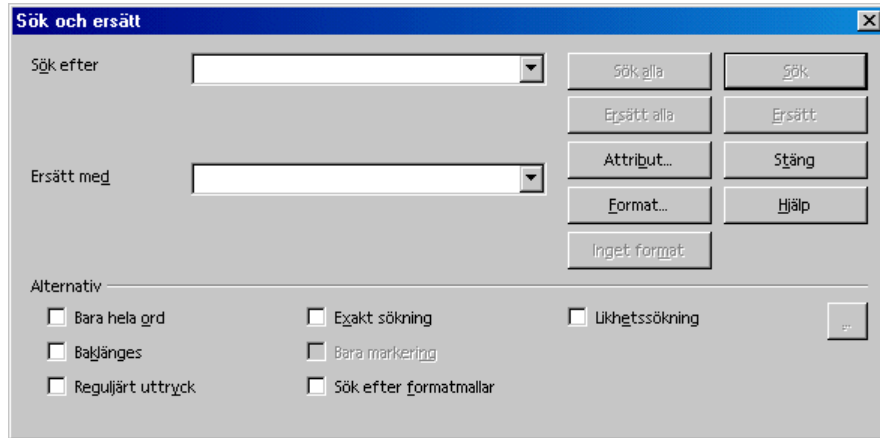 Sök och ersätt
Sök efter
Sök alla
Sök
Ersätt alla
Ersätt
Ersätt med
Attribut...
Stäng
Format...
Hjälp
Inget format
Alternativ
Bara hela ord
Exakt sökning
Likhetssökning
...
Baklänges
Bara markering
Reguljärt uttryck
Sök efter formatmallar